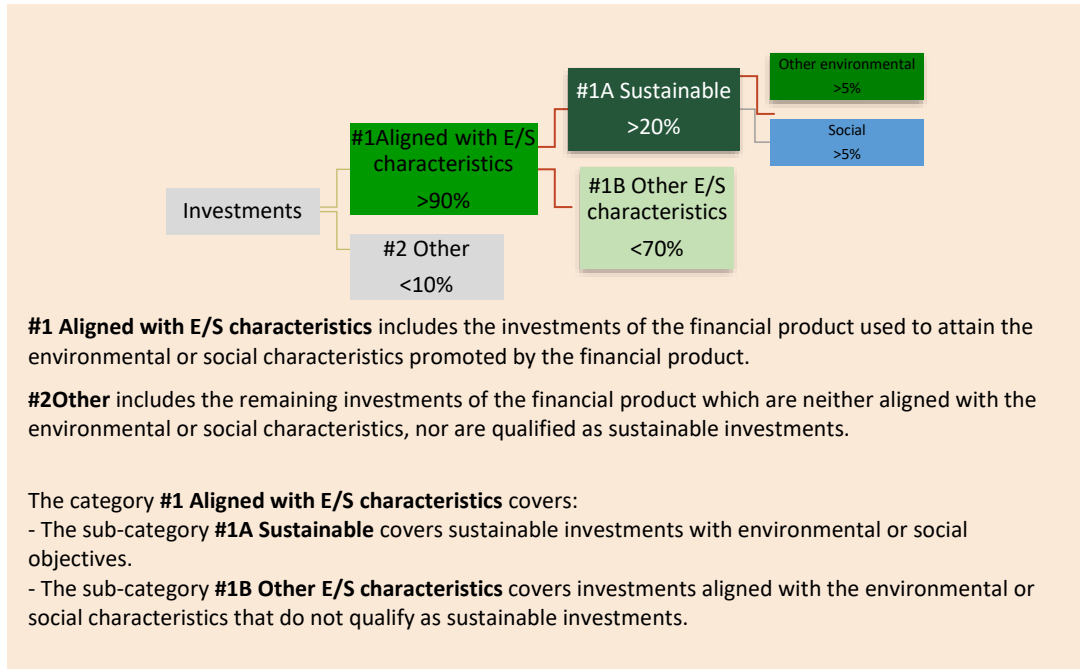 Other environmental
>5%
#1A Sustainable
>20%
Social
>5%
#1Aligned with E/S
characteristics
>90%
#1B Other E/S
characteristics
<70%
Investments
#2 Other
<10%
#1 Aligned with E/S characteristics includes the investments of the financial product used to attain the
environmental or social characteristics promoted by the financial product.
#2Other includes the remaining investments of the financial product which are neither aligned with the
environmental or social characteristics, nor are qualified as sustainable investments.
The category #1 Aligned with E/S characteristics covers:
- The sub-category #1A Sustainable covers sustainable investments with environmental or social
objectives.
- The sub-category #1B Other E/S characteristics covers investments aligned with the environmental or
social characteristics that do not qualify as sustainable investments.